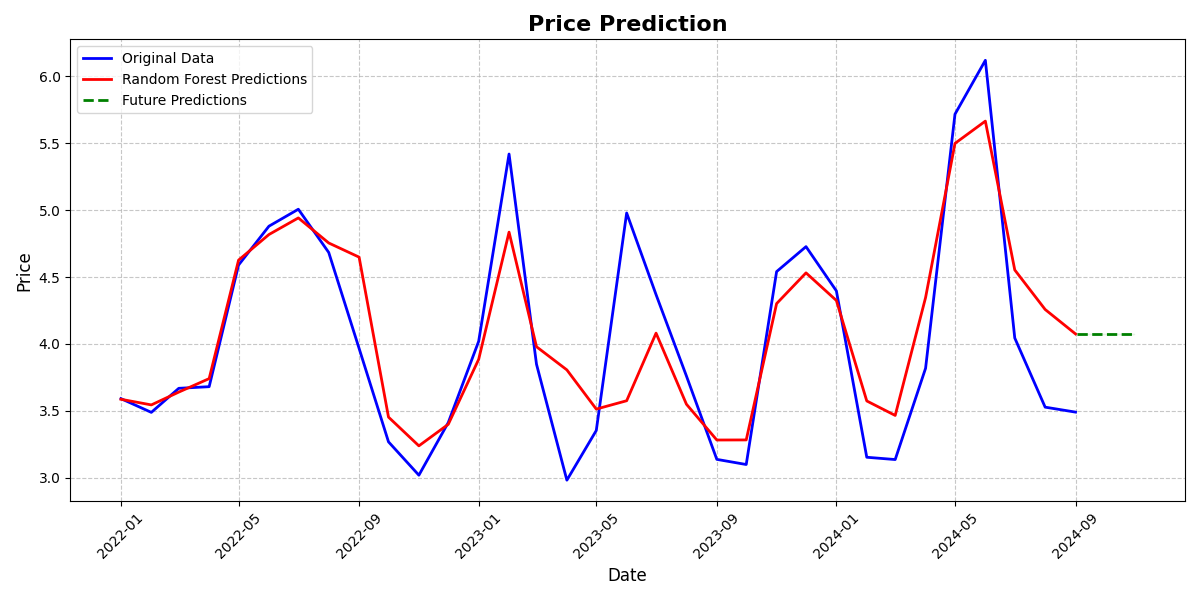 Price Prediction
Original Data
Random Forest Predictions
Future Predictions
Price
6.0
5.5
5.0
4.5
4.0
3.5
3.0
2022-01
2022-05
2022-09
2023-01
2023-05
2023-09
2024-01
2024-05
2024-09
Date